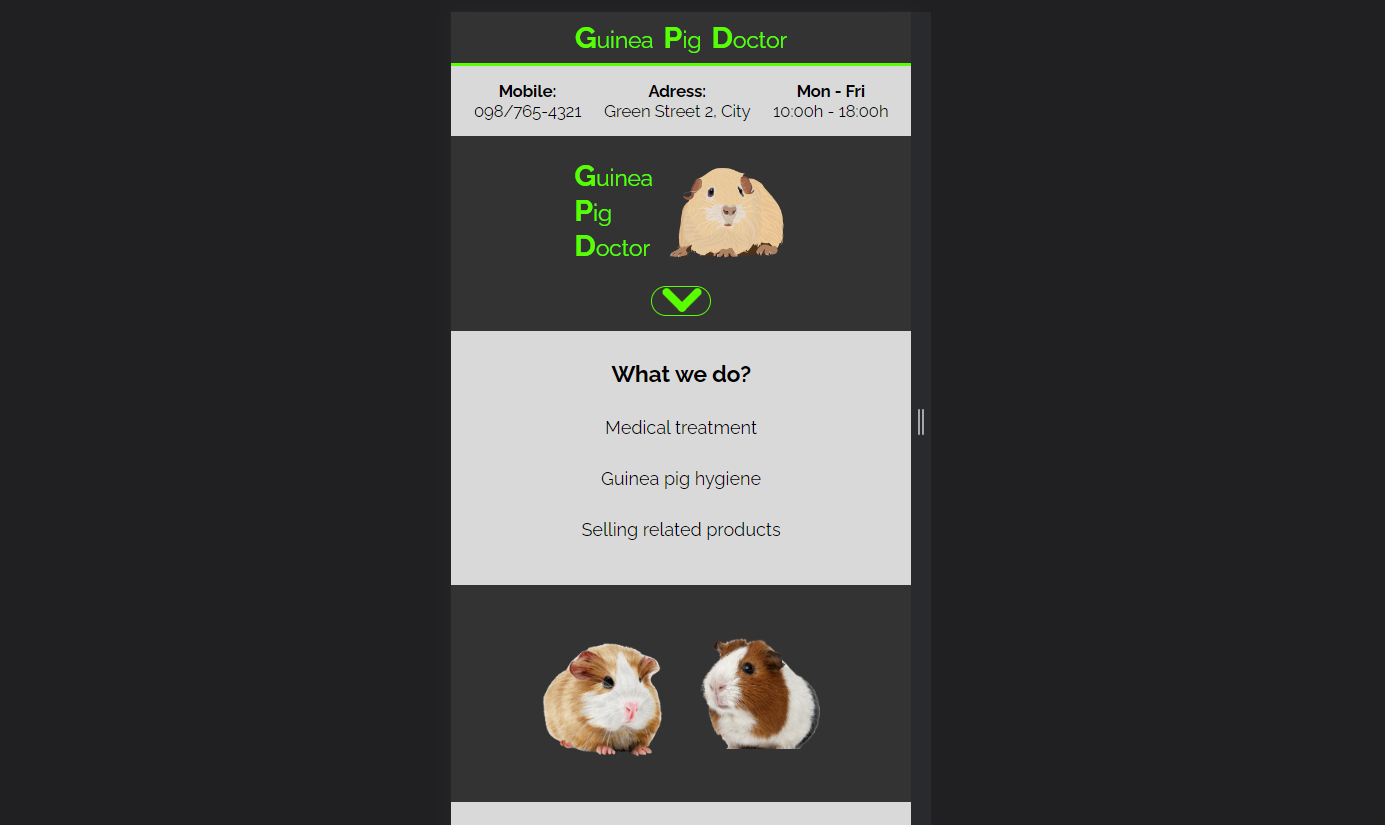 Guinea Pig Doctor
Mobile: Adress: Mon - Fri
098/765-4321 Green Street 2, City 10:00h - 18:00h
Guinea
Pig
Doctor
What we do?
Medical treatment
Guinea pig hygiene
Selling related products